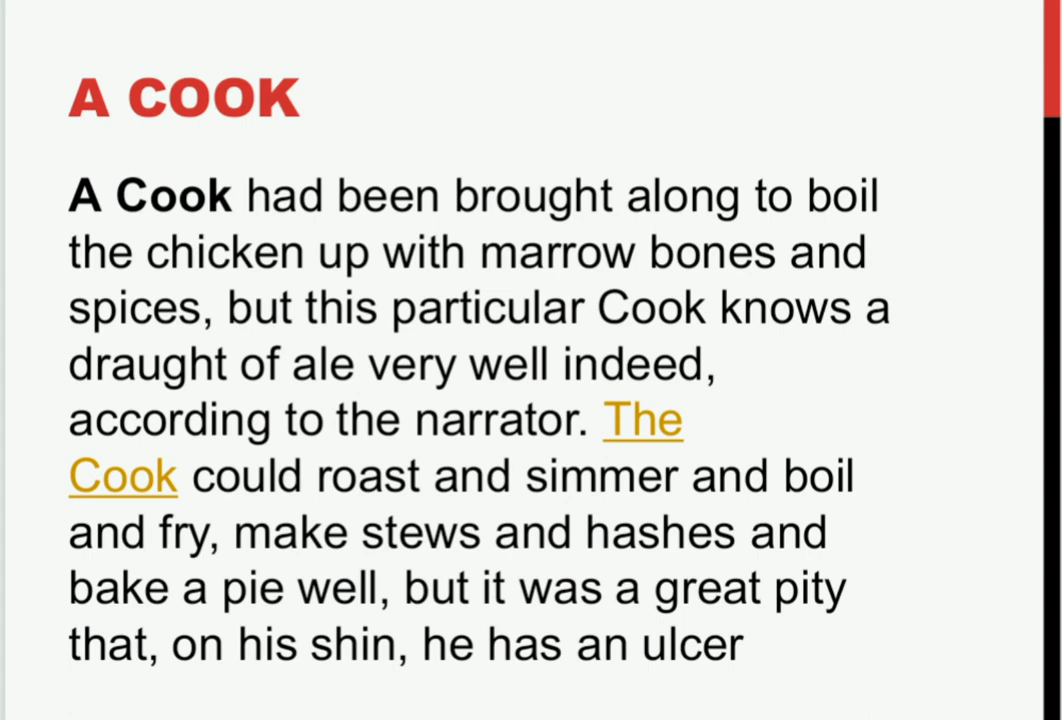 A COOK
A Cook had been brought along to boil
the chicken up with marrow bones and
spices, but this particular Cook knows a
draught of ale very well indeed,
according to the narrator. The
Cook could roast and simmer and boil
and fry, make stews and hashes and
bake a pie well, but it was a great pity
that, on his shin, he has an ulcer